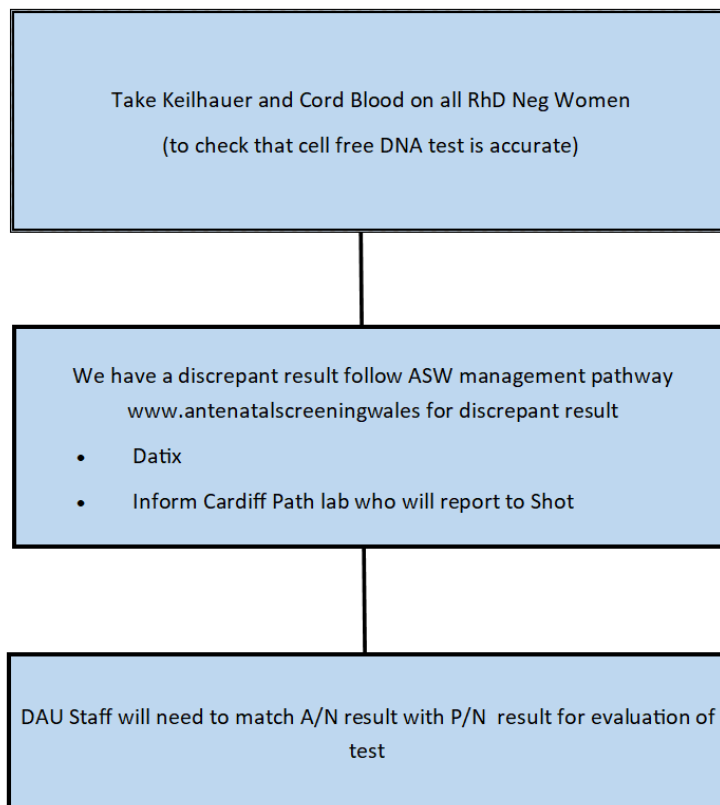 Take Keilhauer and Cord Blood on all RhD Neg Women
(to check that cell free DNA test is accurate)
We have a discrepant result follow ASW management pathway
www.antenatalscreeningwales for discrepant result
• Datix
• Inform Cardiff Path lab who will report to Shot
DAU Staff will need to match A/N result with P/N result for evaluation of
test